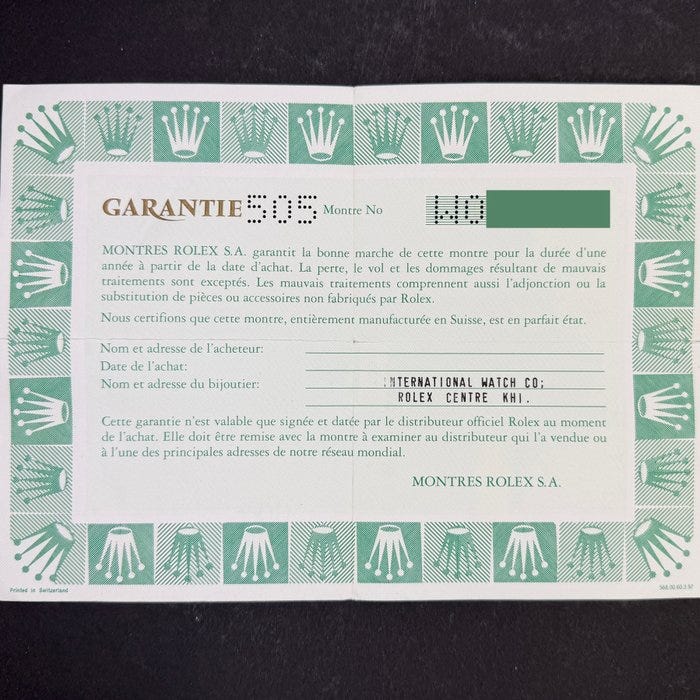 GARANTIE 505 Montre No W0
MONTRES ROLEX S.A. garantit la bonne marche de cette montre pour la durée d'une
année à partir de la date d'achat. La perte, le vol et les dommages résultant de mauvais
traitements sont exceptés. Les mauvais traitements comprennent aussi l'adjonction ou la
substitution de pièces ou accessoires non fabriqués par Rolex.
Nous certifions que cette montre, entièrement manufacturée en Suisse, est en parfait état.
Nom et adresse de l'acheteur:
Date de l'achat:
Nom et adresse du bijoutier: INTERNATIONAL WATCH CO;
ROLEX CENTRE KHI.
Cette garantie n'est valable que signée et datée par le distributeur officiel Rolex au moment
de l'achat. Elle doit être remise avec la montre à examiner au distributeur qui l'a vendue ou
à l'une des principales adresses de notre réseau mondial.
MONTRES ROLEX S.A.
Printed in Switzerland